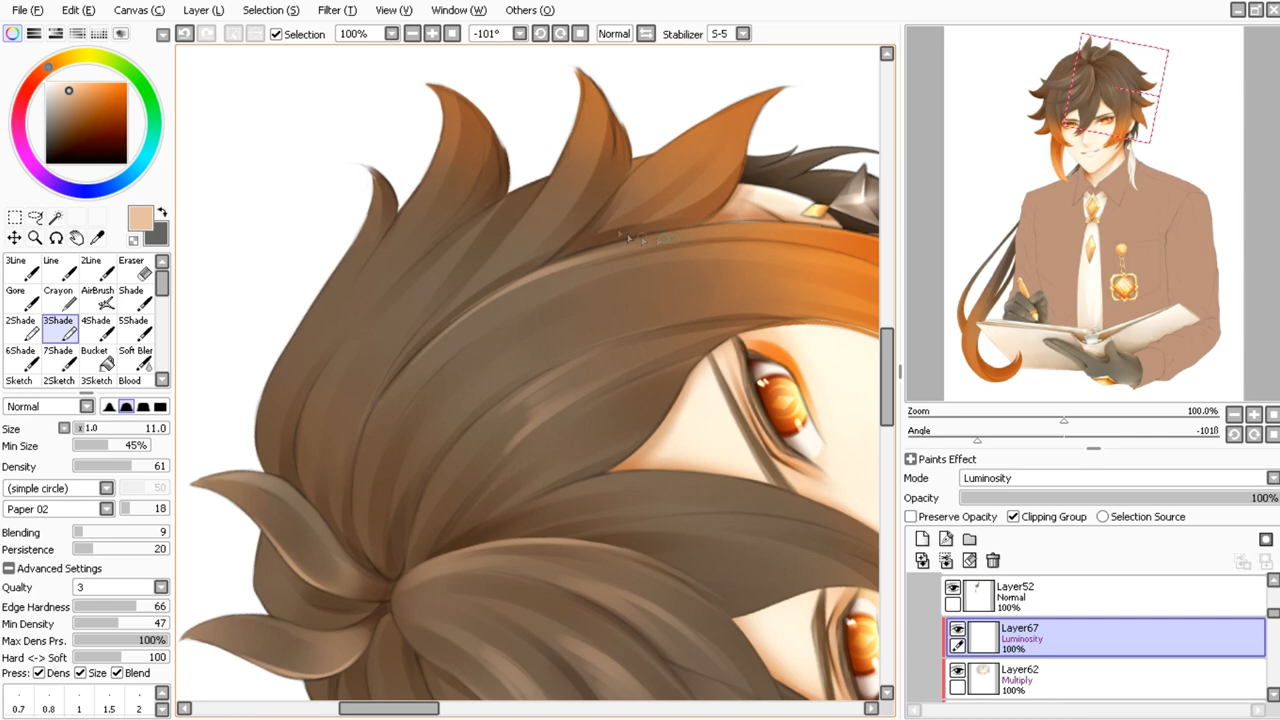 File (F) Edit (E) Canvas (C) Layer (L) Selection (S) Filter (T) View (V) Window (W) Others (O)
Selection 100% -101° Normal Stabilizer S-5
3Line Line 2Line Eraser
Gore Crayon AirBrush Shade
2Shade 3Shade 4Shade 5Shade
6Shade 7Shade Bucket Soft Bler
Sketch 2Sketch 3Sketch Blood
Normal
Size x 1.0 11.0
Min Size 45%
Density 61
(simple circle) 50
Paper 02 18
Blending 9
Persistence 20
Advanced Settings
Qualty 3
Edge Hardness 66
Min Density 47
Max Dens Prs. 100%
Hard <-> Soft 100
Press: Dens Size Blend
0.7 0.8 1 1.5 2
Zoom 100.0%
Angle -101ß
Paints Effect
Mode Luminosity
Opacity 100%
Preserve Opacity Clipping Group Selection Source
Layer52
Normal
100%
Layer67
Luminosity
100%
Layer62
Multiply
100%